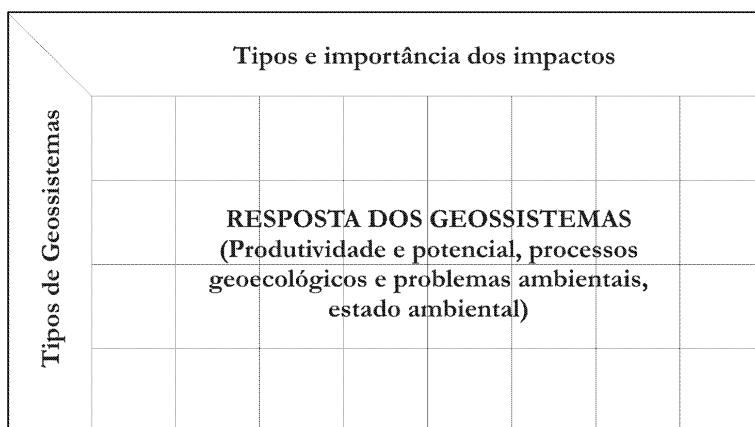 Tipos e importância dos impactos
Tipos de Geossistemas
RESPOSTA DOS GEOSSISTEMAS
(Produtividade e potencial, processos
geoecológicos e problemas ambientais,
estado ambiental)